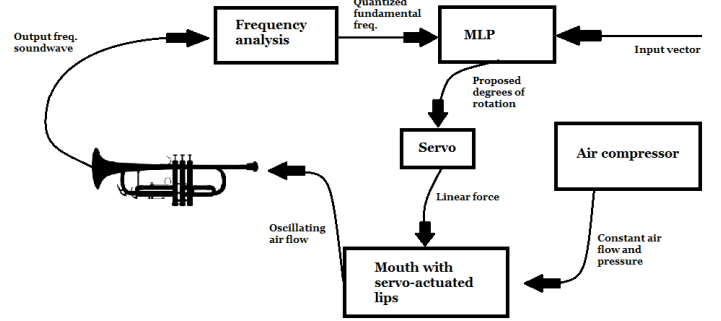 Quantized
fundamental
freq.
Output freq.
soundwave
Frequency
analysis
MLP
Input vector
Proposed
degrees of
rotation
Servo
Air compressor
Linear force
Oscillating
air flow
Constant air
flow and
pressure
Mouth with
servo-actuated
lips